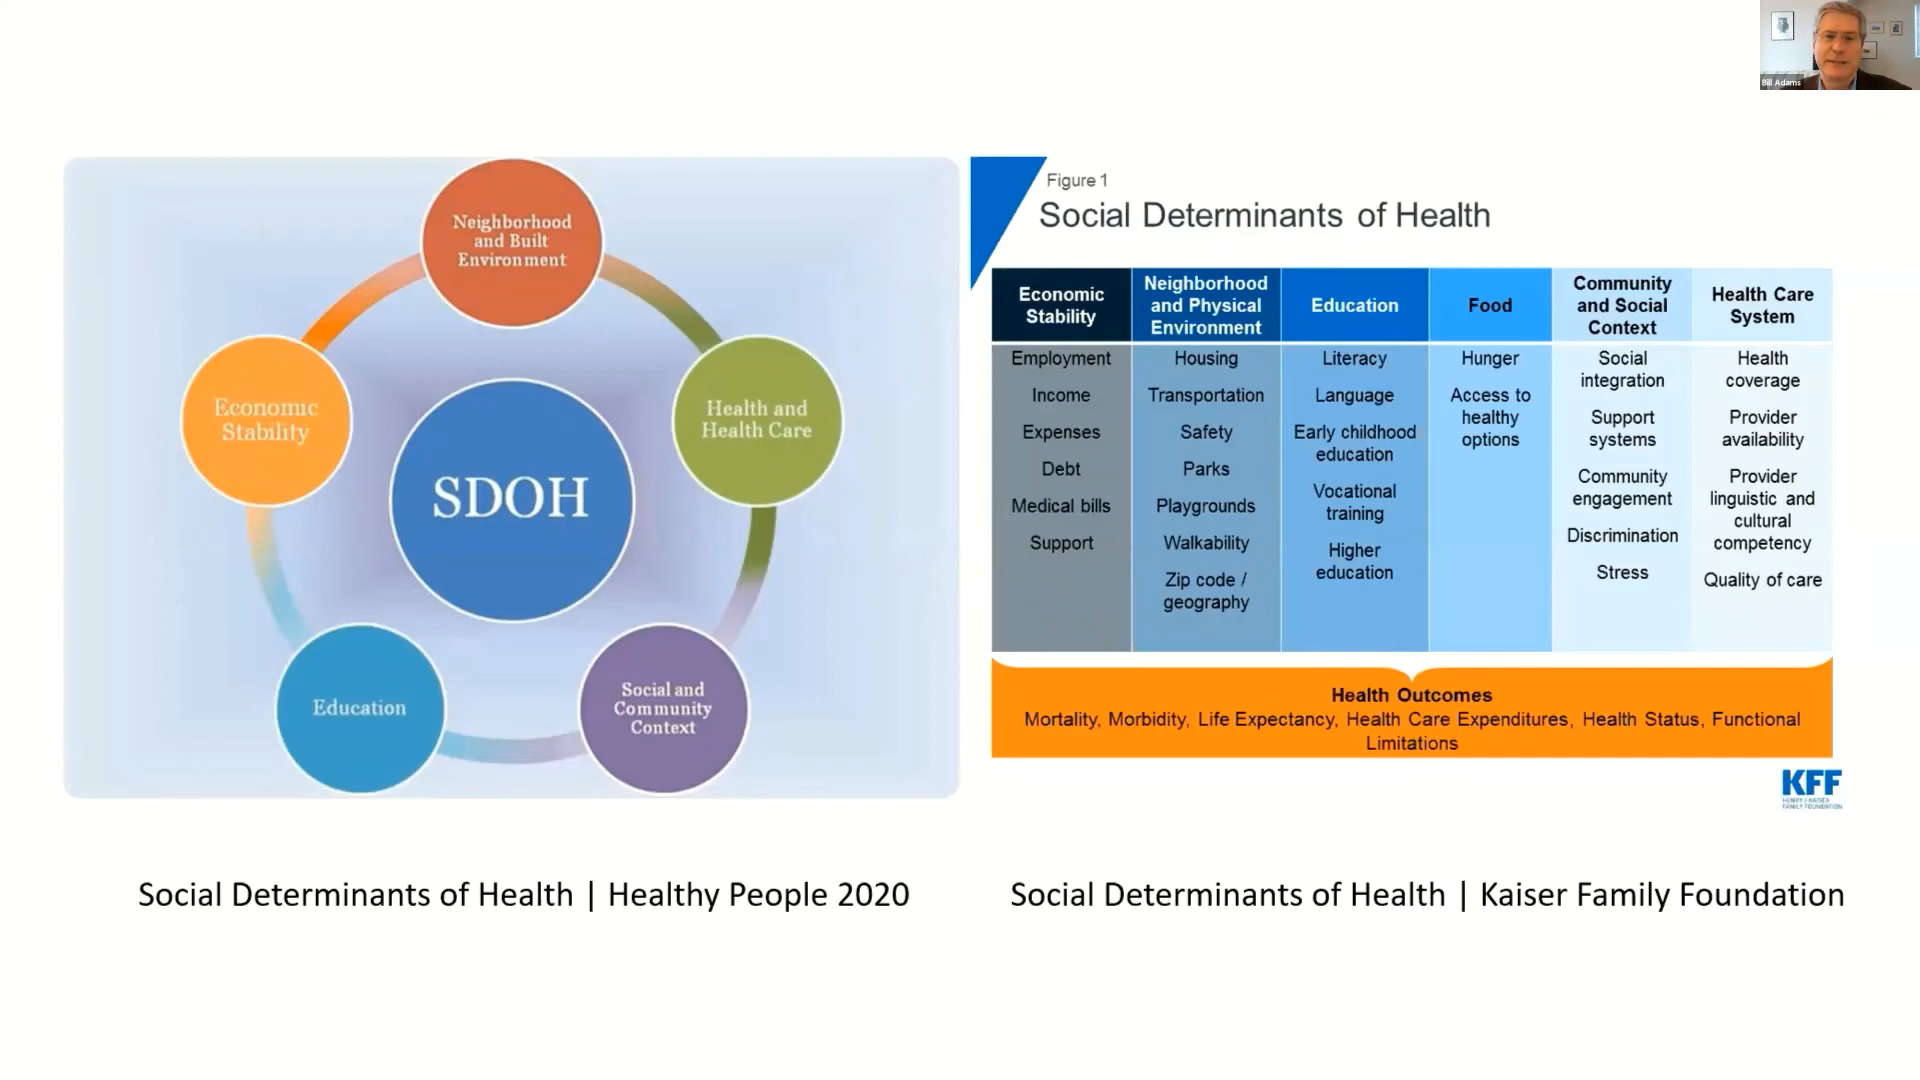 Bill Adams
Neighborhood
and Built
Environment
Economic
Stability
Health and
Health Care
SDOH
Education
Social and
Community
Context
Social Determinants of Health | Healthy People 2020
Figure 1
Social Determinants of Health
Economic
Stability
Employment
Income
Expenses
Debt
Medical bills
Support
Neighborhood
and Physical
Environment
Housing
Transportation
Safety
Parks
Playgrounds
Walkability
Zip code /
geography
Education
Literacy
Language
Early childhood
education
Vocational
training
Higher
education
Food
Hunger
Access to
healthy
options
Community
and Social
Context
Social
integration
Support
systems
Community
engagement
Discrimination
Stress
Health Care
System
Health
coverage
Provider
availability
Provider
linguistic and
cultural
competency
Quality of care
Health Outcomes
Mortality, Morbidity, Life Expectancy, Health Care Expenditures, Health Status, Functional
Limitations
KFF
HENRY J KAISER
FAMILY FOUNDATION
Social Determinants of Health | Kaiser Family Foundation